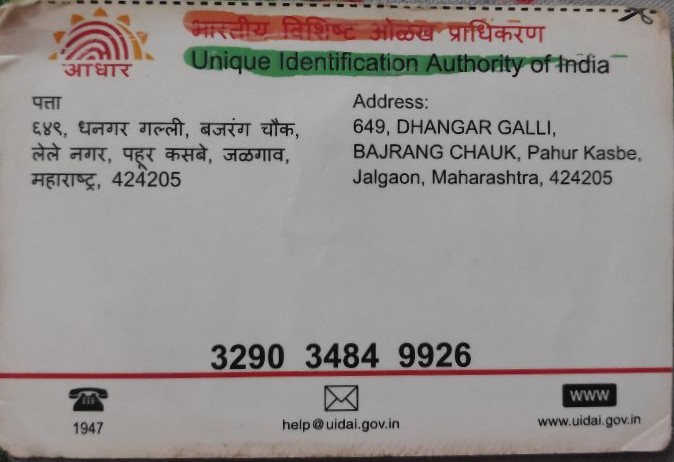 भारतीय विशिष्ट ओळख प्राधिकरण
Unique Identification Authority of India
आधार
पत्ता
६४९, धनगर गल्ली, बजरंग चौक,
लेले नगर, पहूर कसबे, जळगाव,
महाराष्ट्र, 424205
Address:
649, DHANGAR GALLI,
BAJRANG CHAUK, Pahur Kasbe,
Jalgaon, Maharashtra, 424205
3290 3484 9926
1947
help@uidai.gov.in
www
www.uidai.gov.in